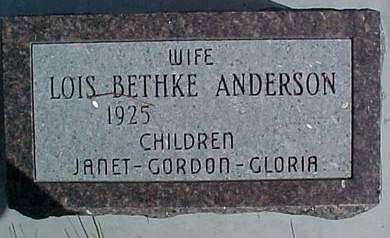 WIFE
LOIS BETHKE ANDERSON
1925
CHILDREN
JANET-GORDON-GLORIA